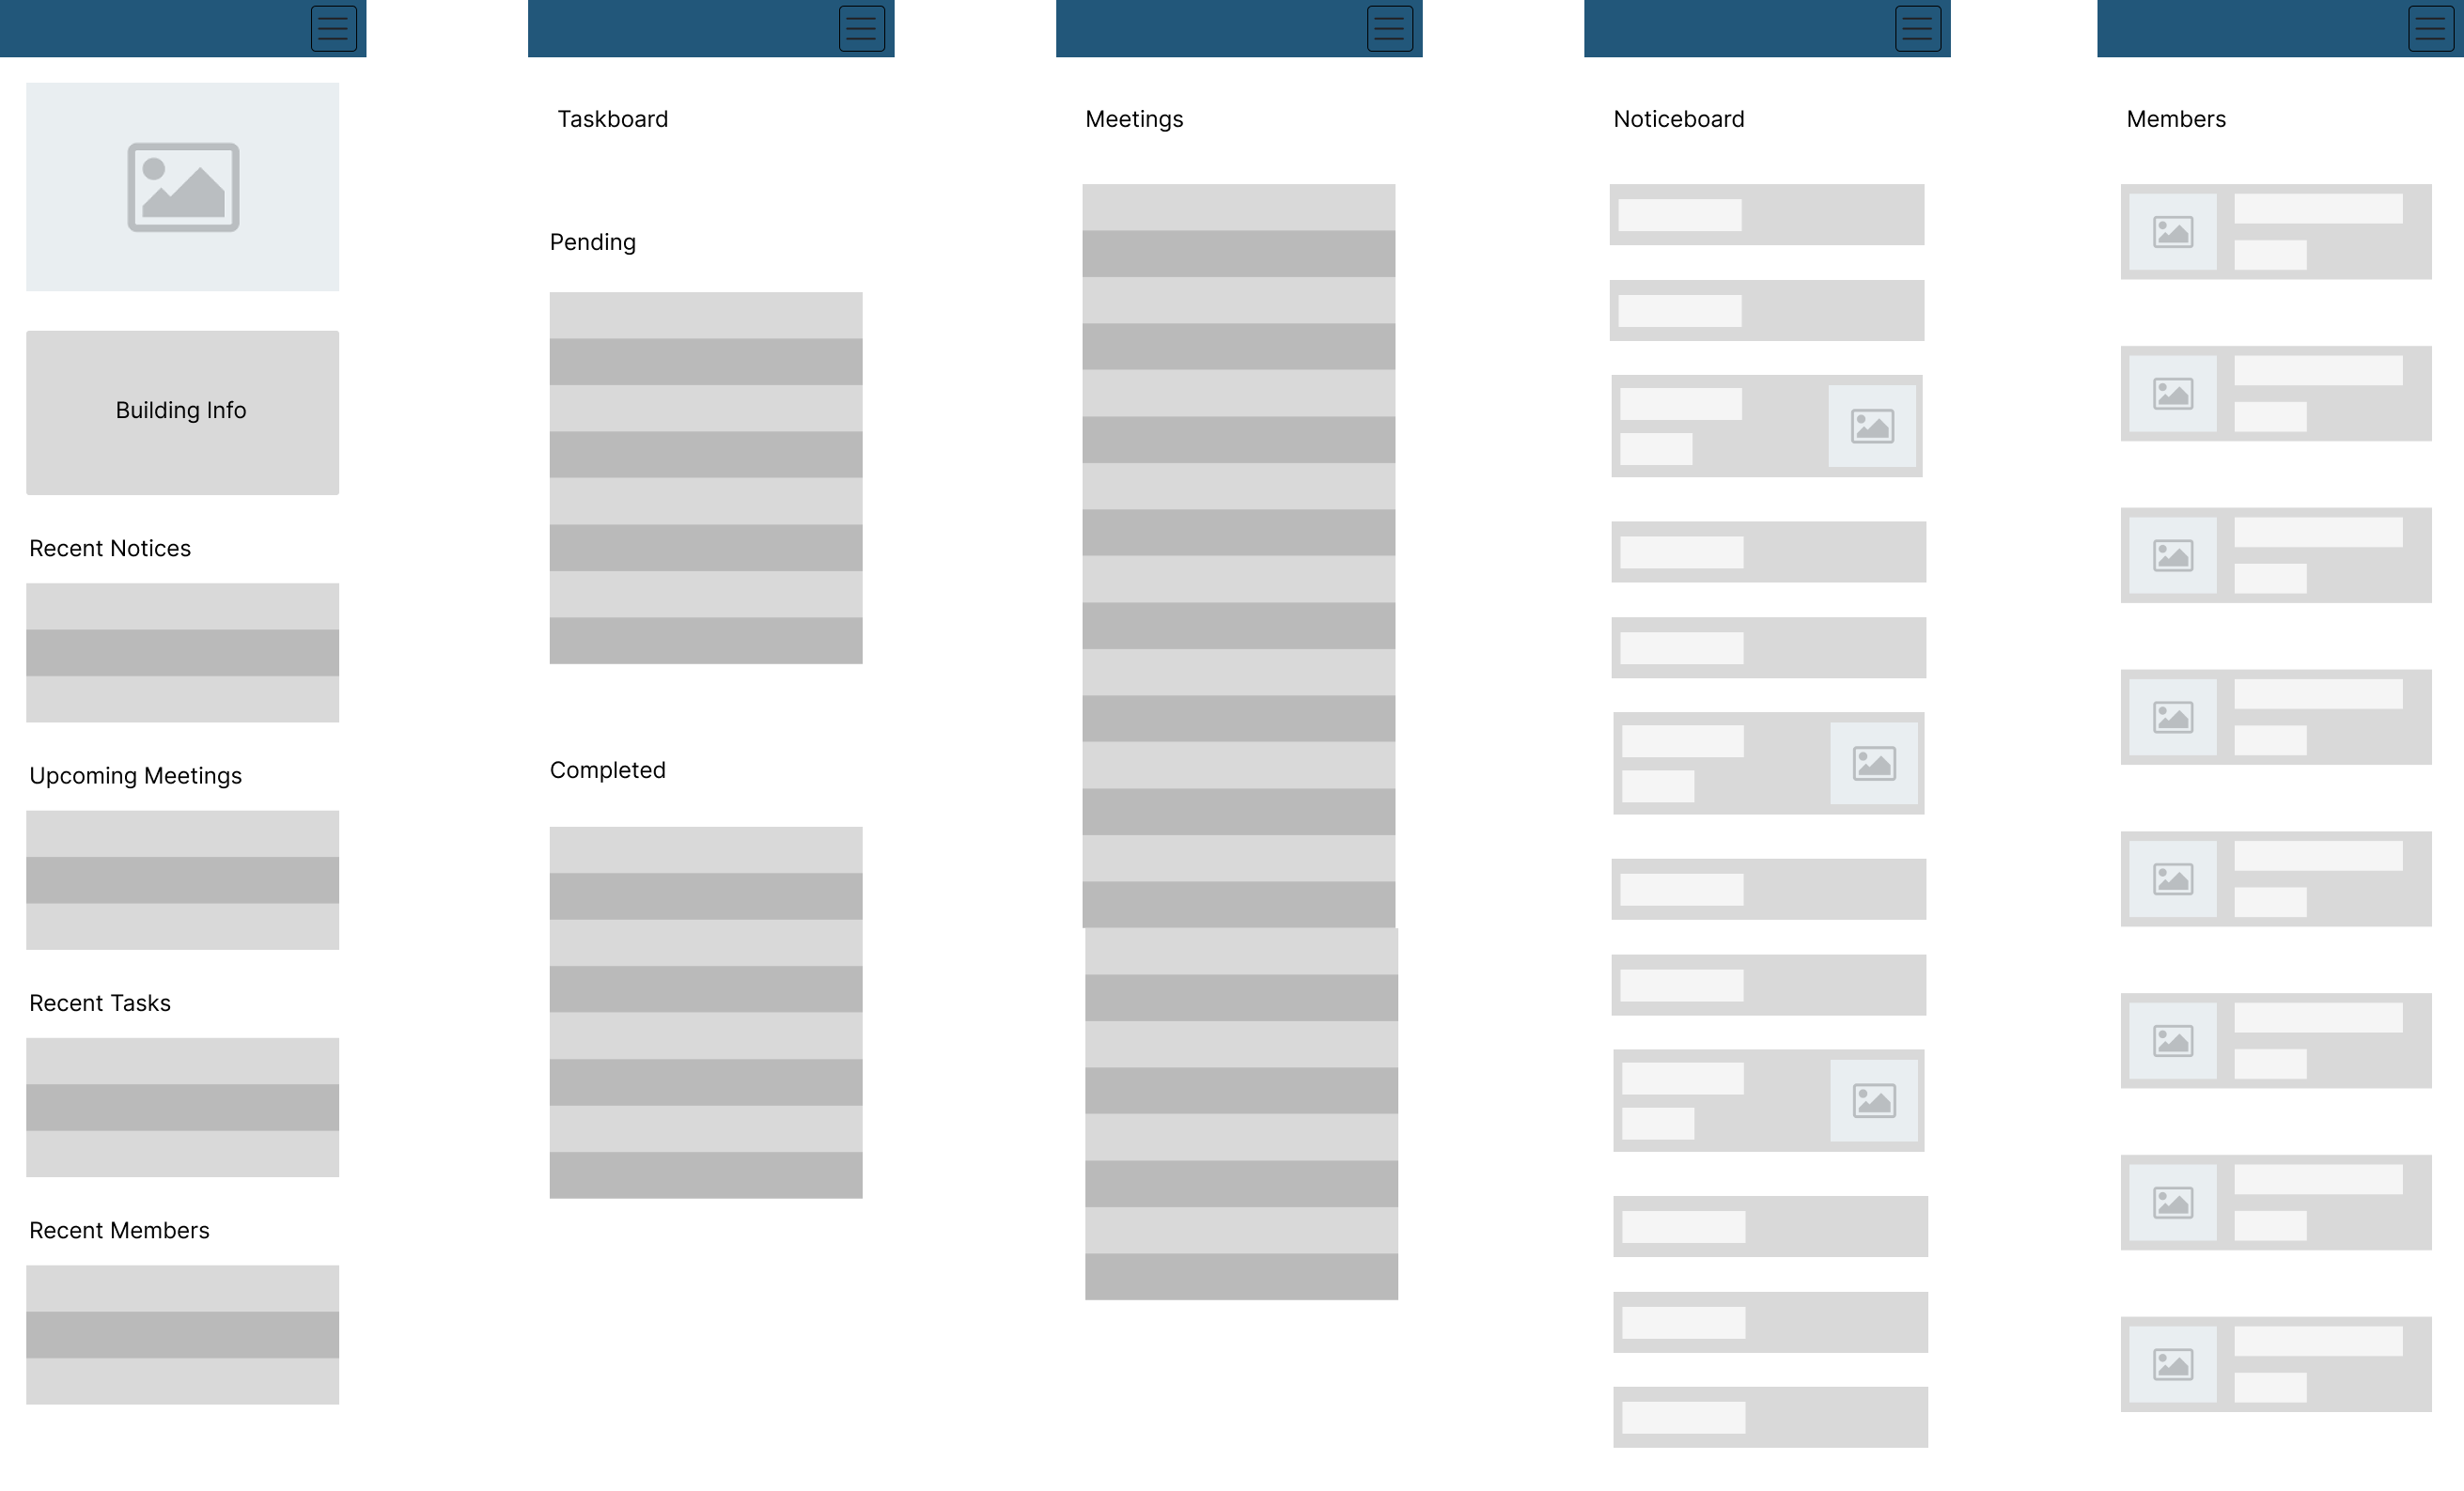 Building Info
Recent Notices
Upcoming Meetings
Recent Tasks
Recent Members
Taskboard
Pending
Completed
Meetings
Noticeboard
Members